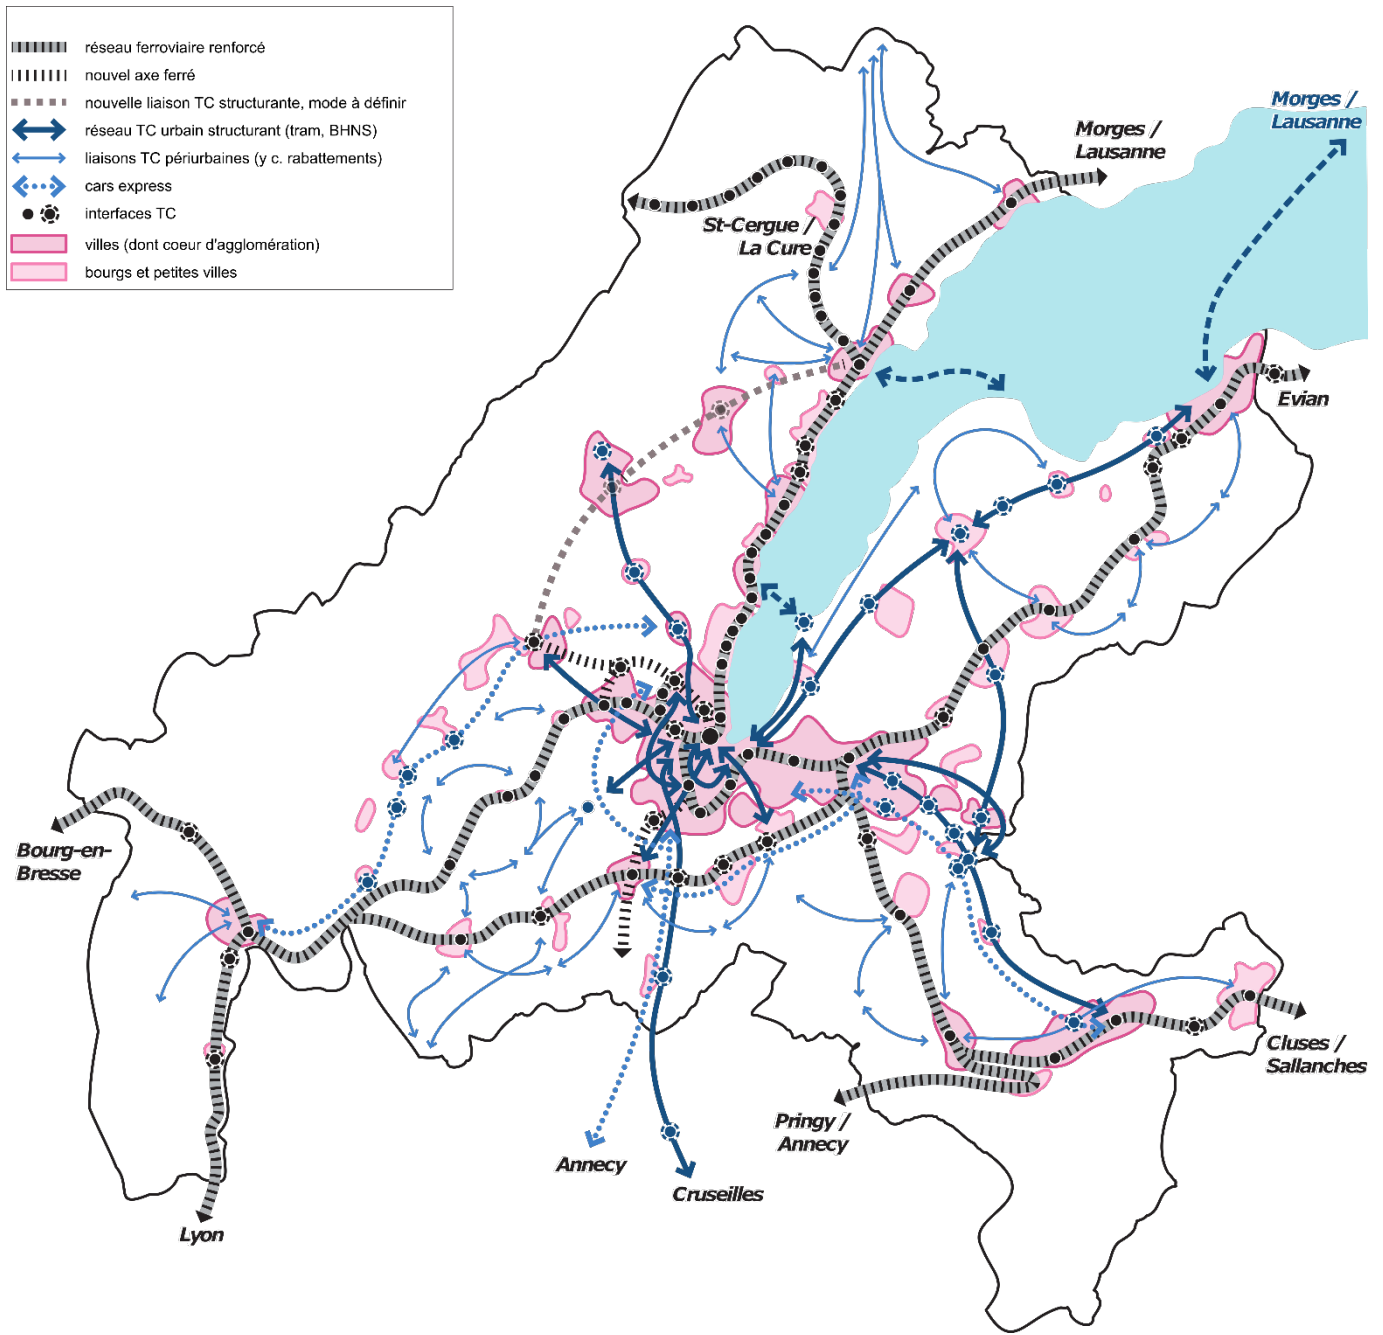 réseau ferroviaire renforcé
nouvel axe ferré
nouvelle liaison TC structurante, mode à définir
réseau TC urbain structurant (tram, BHNS)
liaisons TC périurbaines (y c. rabattements)
cars express
interfaces TC
villes (dont coeur d'agglomération)
bourgs et petites villes
Morges /
Lausanne
Morges /
Lausanne
St-Cergue /
La Cure
Evian
Bourg-en-
Bresse
Cluses /
Sallanches
Pringy /
Annecy
Annecy
Cruseilles
Lyon